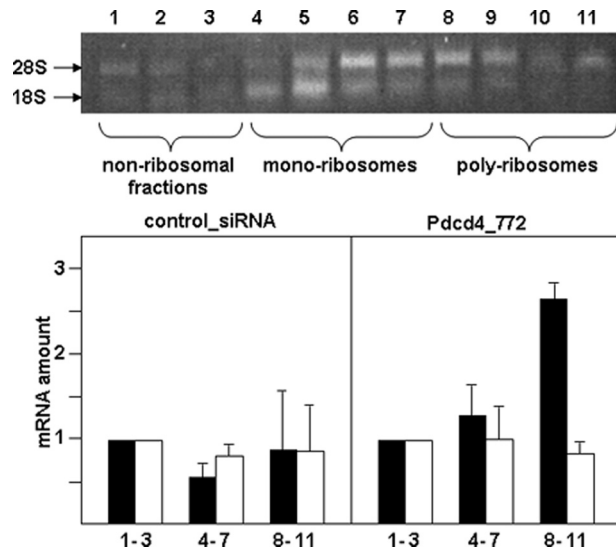 1 2 3 4 5 6 7 8 9 10 11
28S
18S
non-ribosomal mono-ribosomes poly-ribosomes
fractions
control_siRNA Pdcd4_772
3
2
1
mRNA amount
1-3 4-7 8-11 1-3 4-7 8-11